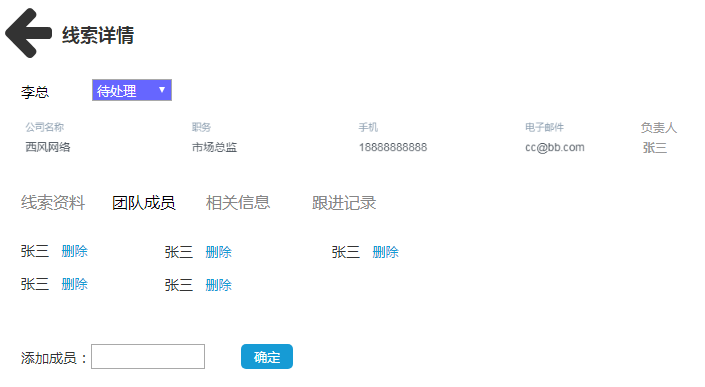 线索详情
李总 待处理
公司名称 职务 手机 电子邮件 负责人
西风网络 市场总监 18888888888 cc@bb.com 张三
线索资料 团队成员 相关信息 跟进记录
张三 删除 张三 删除 张三 删除
张三 删除 张三 删除
添加成员： 确定